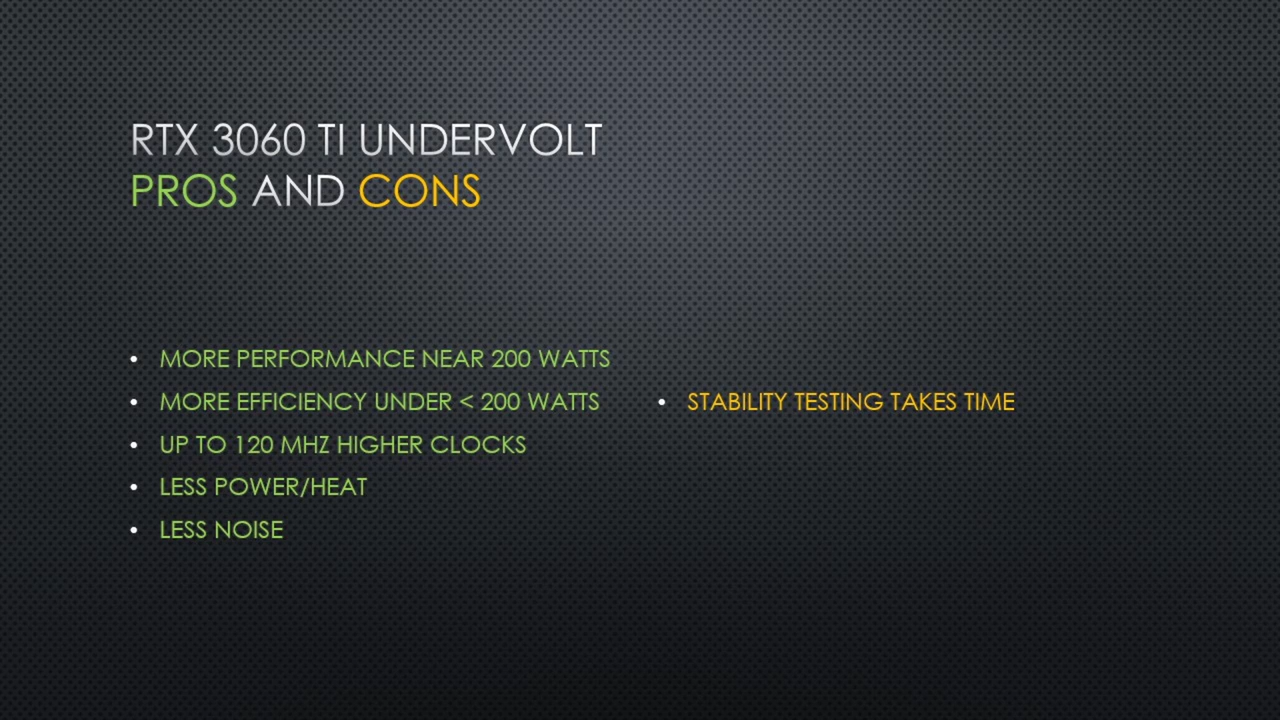 RTX 3060 TI UNDERVOLT
PROS AND CONS
• MORE PERFORMANCE NEAR 200 WATTS
• MORE EFFICIENCY UNDER < 200 WATTS
• UP TO 120 MHZ HIGHER CLOCKS
• LESS POWER/HEAT
• LESS NOISE
• STABILITY TESTING TAKES TIME